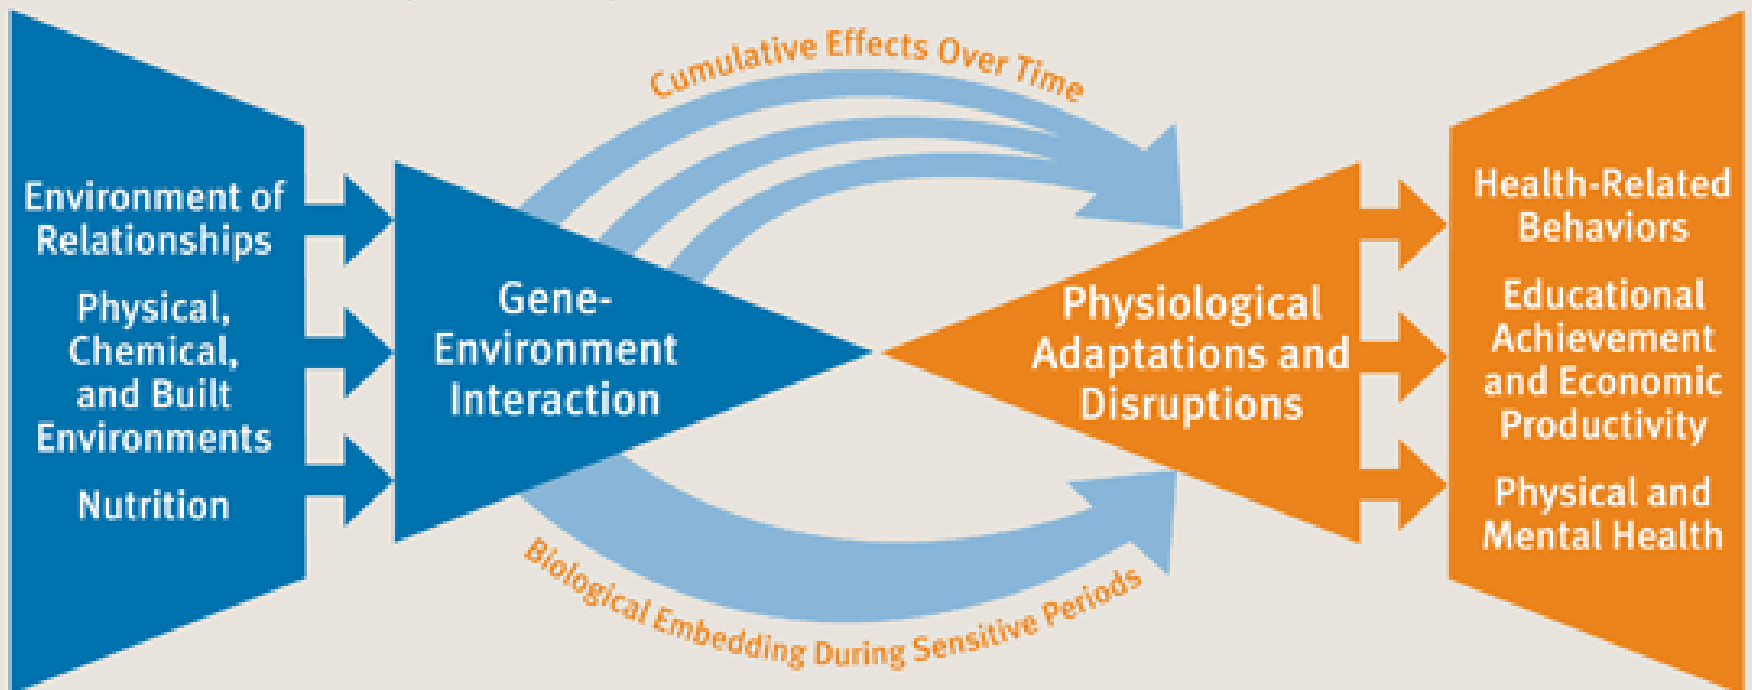 Cumulative Effects Over Time
Environment of
Relationships
Physical,
Chemical,
and Built
Environments
Nutrition
Gene-
Environment
Interaction
Physiological
Adaptations and
Disruptions
Health-Related
Behaviors
Educational
Achievement
and Economic
Productivity
Physical and
Mental Health
Biological Embedding During Sensitive Periods